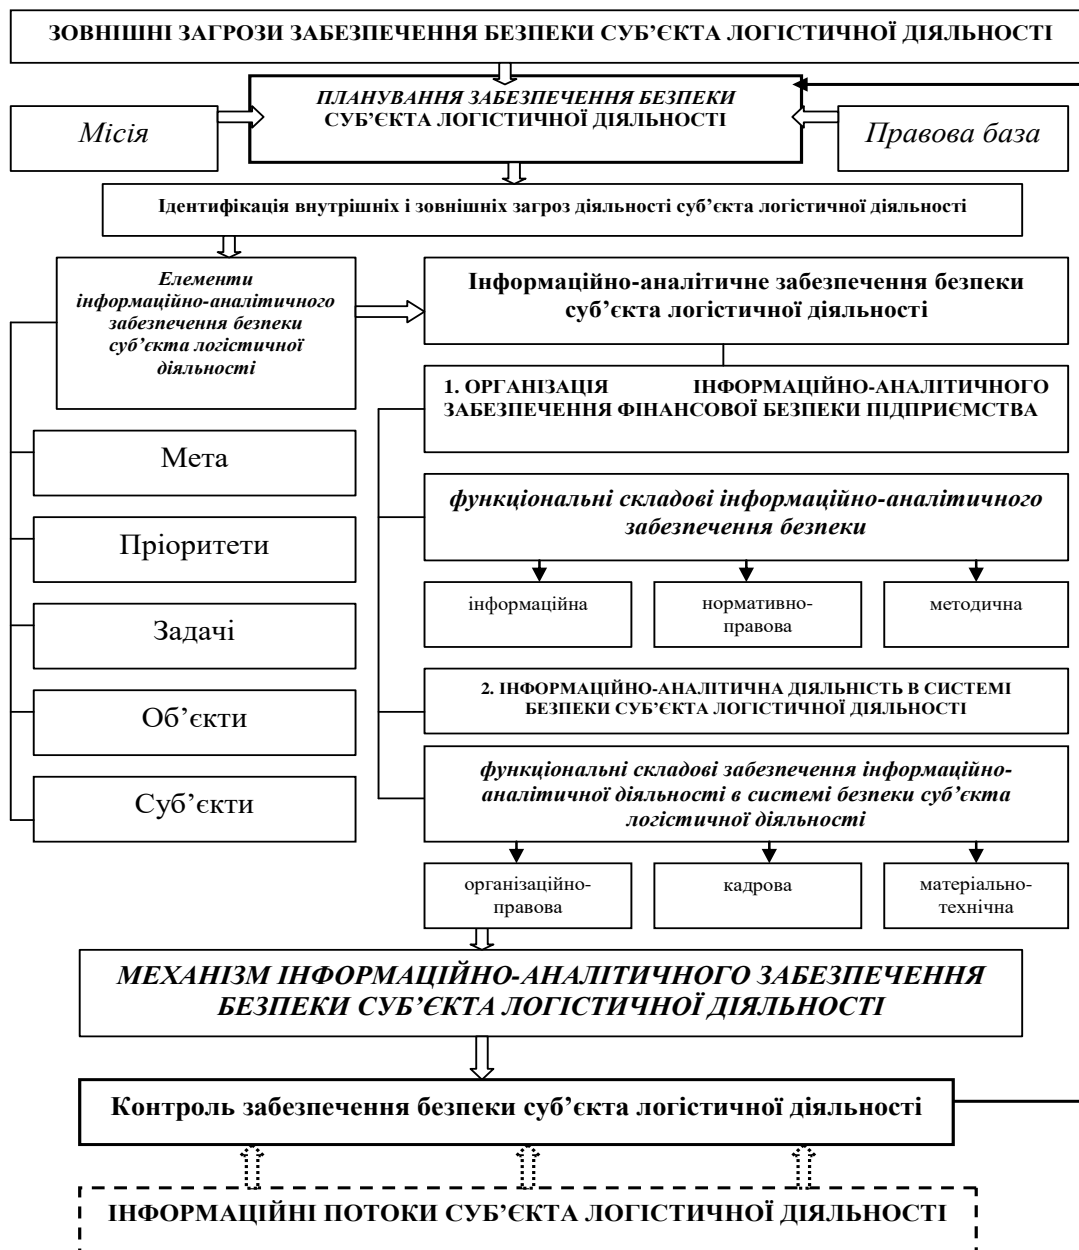 ЗОВНІШНІ ЗАГРОЗИ ЗАБЕЗПЕЧЕННЯ БЕЗПЕКИ СУБ’ЄКТА ЛОГІСТИЧНОЇ ДІЯЛЬНОСТІ
ПЛАНУВАННЯ ЗАБЕЗПЕЧЕННЯ БЕЗПЕКИ
СУБ’ЄКТА ЛОГІСТИЧНОЇ ДІЯЛЬНОСТІ
Місія
Правова база
Ідентифікація внутрішніх і зовнішніх загроз діяльності суб’єкта логістичної діяльності
Елементи
інформаційно-аналітичного
забезпечення безпеки
суб’єкта логістичної
діяльності
Інформаційно-аналітичне забезпечення безпеки
суб’єкта логістичної діяльності
1. ОРГАНІЗАЦІЯ ІНФОРМАЦІЙНО-АНАЛІТИЧНОГО
ЗАБЕЗПЕЧЕННЯ ФІНАНСОВОЇ БЕЗПЕКИ ПІДПРИЄМСТВА
Мета
Пріоритети
Задачі
Об’єкти
Суб’єкти
функціональні складові інформаційно-аналітичного
забезпечення безпеки
інформаційна
нормативно-
правова
методична
2. ІНФОРМАЦІЙНО-АНАЛІТИЧНА ДІЯЛЬНІСТЬ В СИСТЕМІ
БЕЗПЕКИ СУБ’ЄКТА ЛОГІСТИЧНОЇ ДІЯЛЬНОСТІ
функціональні складові забезпечення інформаційно-
аналітичної діяльності в системі безпеки суб’єкта
логістичної діяльності
організаційно-
правова
кадрова
матеріально-
технічна
МЕХАНІЗМ ІНФОРМАЦІЙНО-АНАЛІТИЧНОГО ЗАБЕЗПЕЧЕННЯ
БЕЗПЕКИ СУБ’ЄКТА ЛОГІСТИЧНОЇ ДІЯЛЬНОСТІ
Контроль забезпечення безпеки суб’єкта логістичної діяльності
ІНФОРМАЦІЙНІ ПОТОКИ СУБ’ЄКТА ЛОГІСТИЧНОЇ ДІЯЛЬНОСТІ